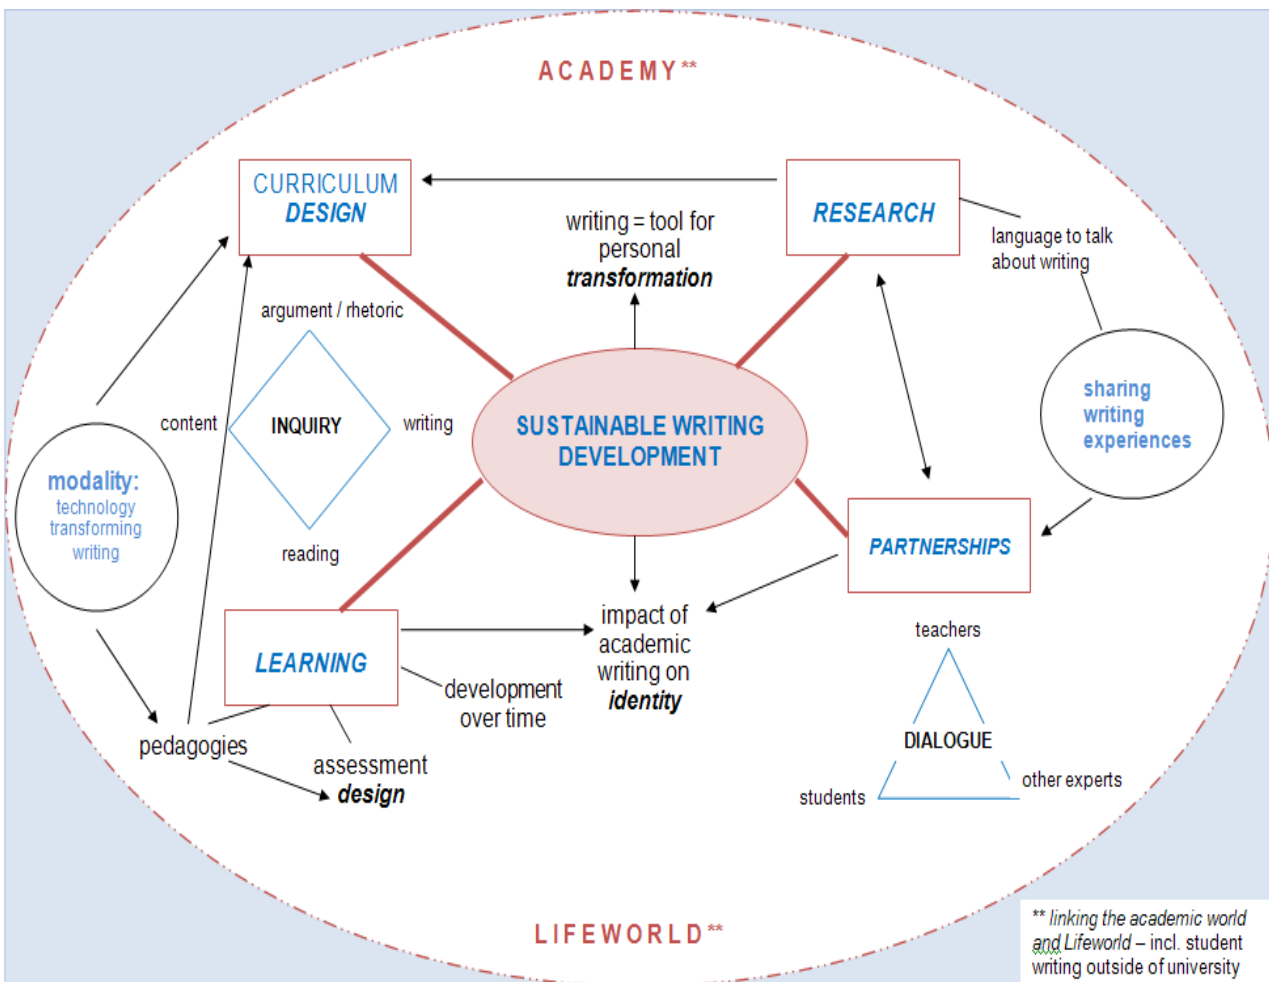 ACADEMY**
CURRICULUM
DESIGN
RESEARCH
writing = tool for
personal
transformation
language to talk
about writing
argument / rhetoric
content
INQUIRY
writing
reading
SUSTAINABLE WRITING
DEVELOPMENT
sharing
writing
experiences
modality:
technology
transforming
writing
PARTNERSHIPS
LEARNING
impact of
academic
writing on
identity
development
over time
pedagogies
assessment
design
teachers
DIALOGUE
students
other experts
LIFEWORLD**
** linking the academic world
and Lifeworld – incl. student
writing outside of university